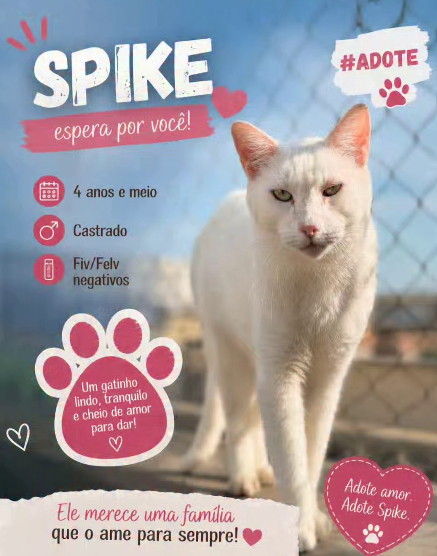 SPIKE
espera por você!
#ADOTE
4 anos e meio
Castrado
Fiv/Felv
negativos
Um gatinho
lindo, tranquilo
e cheio de amor
para dar!
Ele merece uma família
que o ame para sempre!
Adote amor.
Adote Spike.